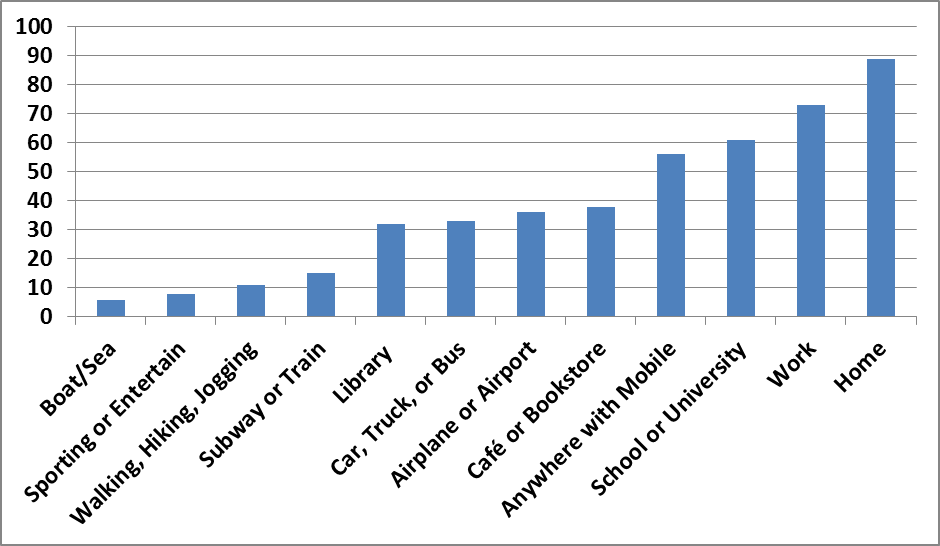 100
90
80
70
60
50
40
30
20
10
0
Boat/Sea
Sporting or Entertain
Walking, Hiking, Jogging
Subway or Train
Library
Car, Truck, or Bus
Airplane or Airport
Café or Bookstore
Anywhere with Mobile
School or University
Work
Home